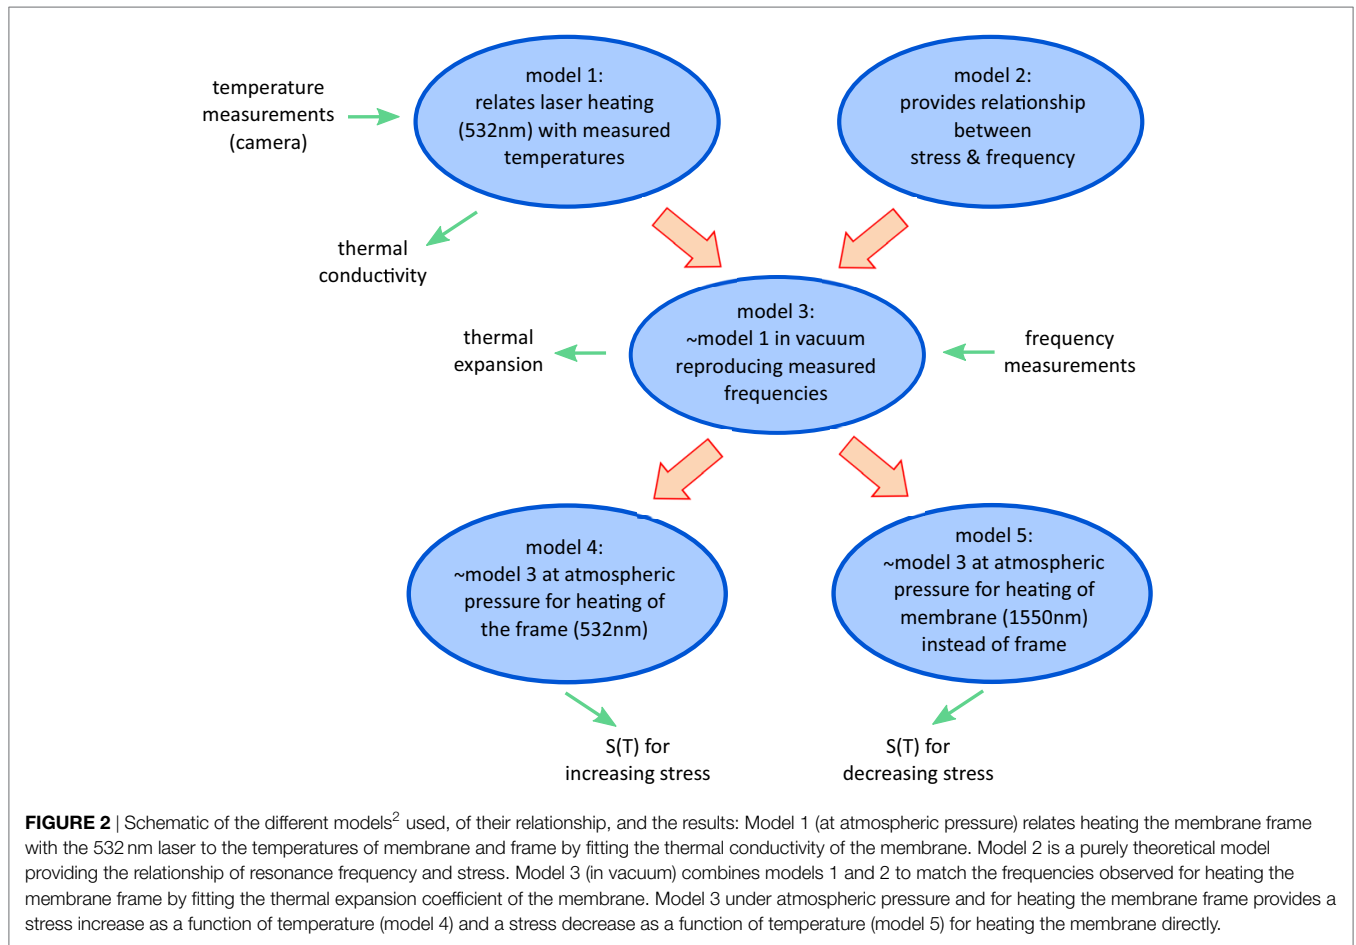 temperature
measurements
(camera)
model 1:
relates laser heating
(532nm) with measured
temperatures
model 2:
provides relationship
between
stress & frequency
thermal
conductivity
model 3:
~model 1 in vacuum
reproducing measured
frequencies
thermal
expansion
frequency
measurements
model 4:
~model 3 at atmospheric
pressure for heating of
the frame (532nm)
model 5:
~model 3 at atmospheric
pressure for heating of
membrane (1550nm)
instead of frame
S(T) for
increasing stress
S(T) for
decreasing stress
FIGURE 2 | Schematic of the different models² used, of their relationship, and the results: Model 1 (at atmospheric pressure) relates heating the membrane frame
with the 532 nm laser to the temperatures of membrane and frame by fitting the thermal conductivity of the membrane. Model 2 is a purely theoretical model
providing the relationship of resonance frequency and stress. Model 3 (in vacuum) combines models 1 and 2 to match the frequencies observed for heating the
membrane frame by fitting the thermal expansion coefficient of the membrane. Model 3 under atmospheric pressure and for heating the membrane frame provides a
stress increase as a function of temperature (model 4) and a stress decrease as a function of temperature (model 5) for heating the membrane directly.